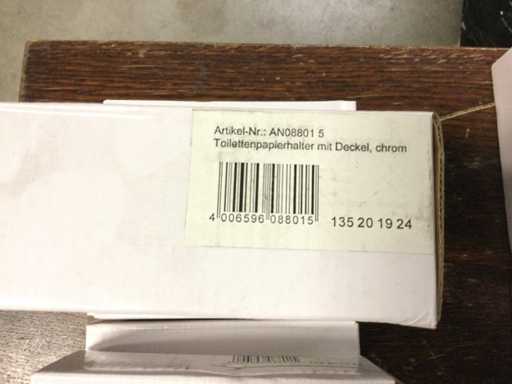 Artikel-Nr.: AN08801 5
Toilettenpapierhalter mit Deckel, chrom
4 006596 088015
135 20 19 24